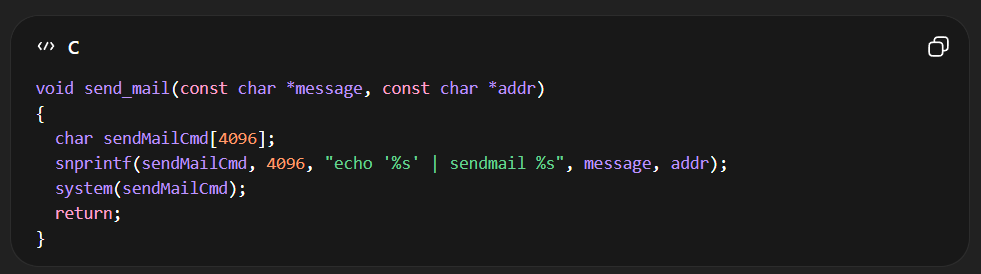 </> C
void send_mail(const char *message, const char *addr)
{
  char sendMailCmd[4096];
  snprintf(sendMailCmd, 4096, "echo '%s' | sendmail %s", message, addr);
  system(sendMailCmd);
  return;
}